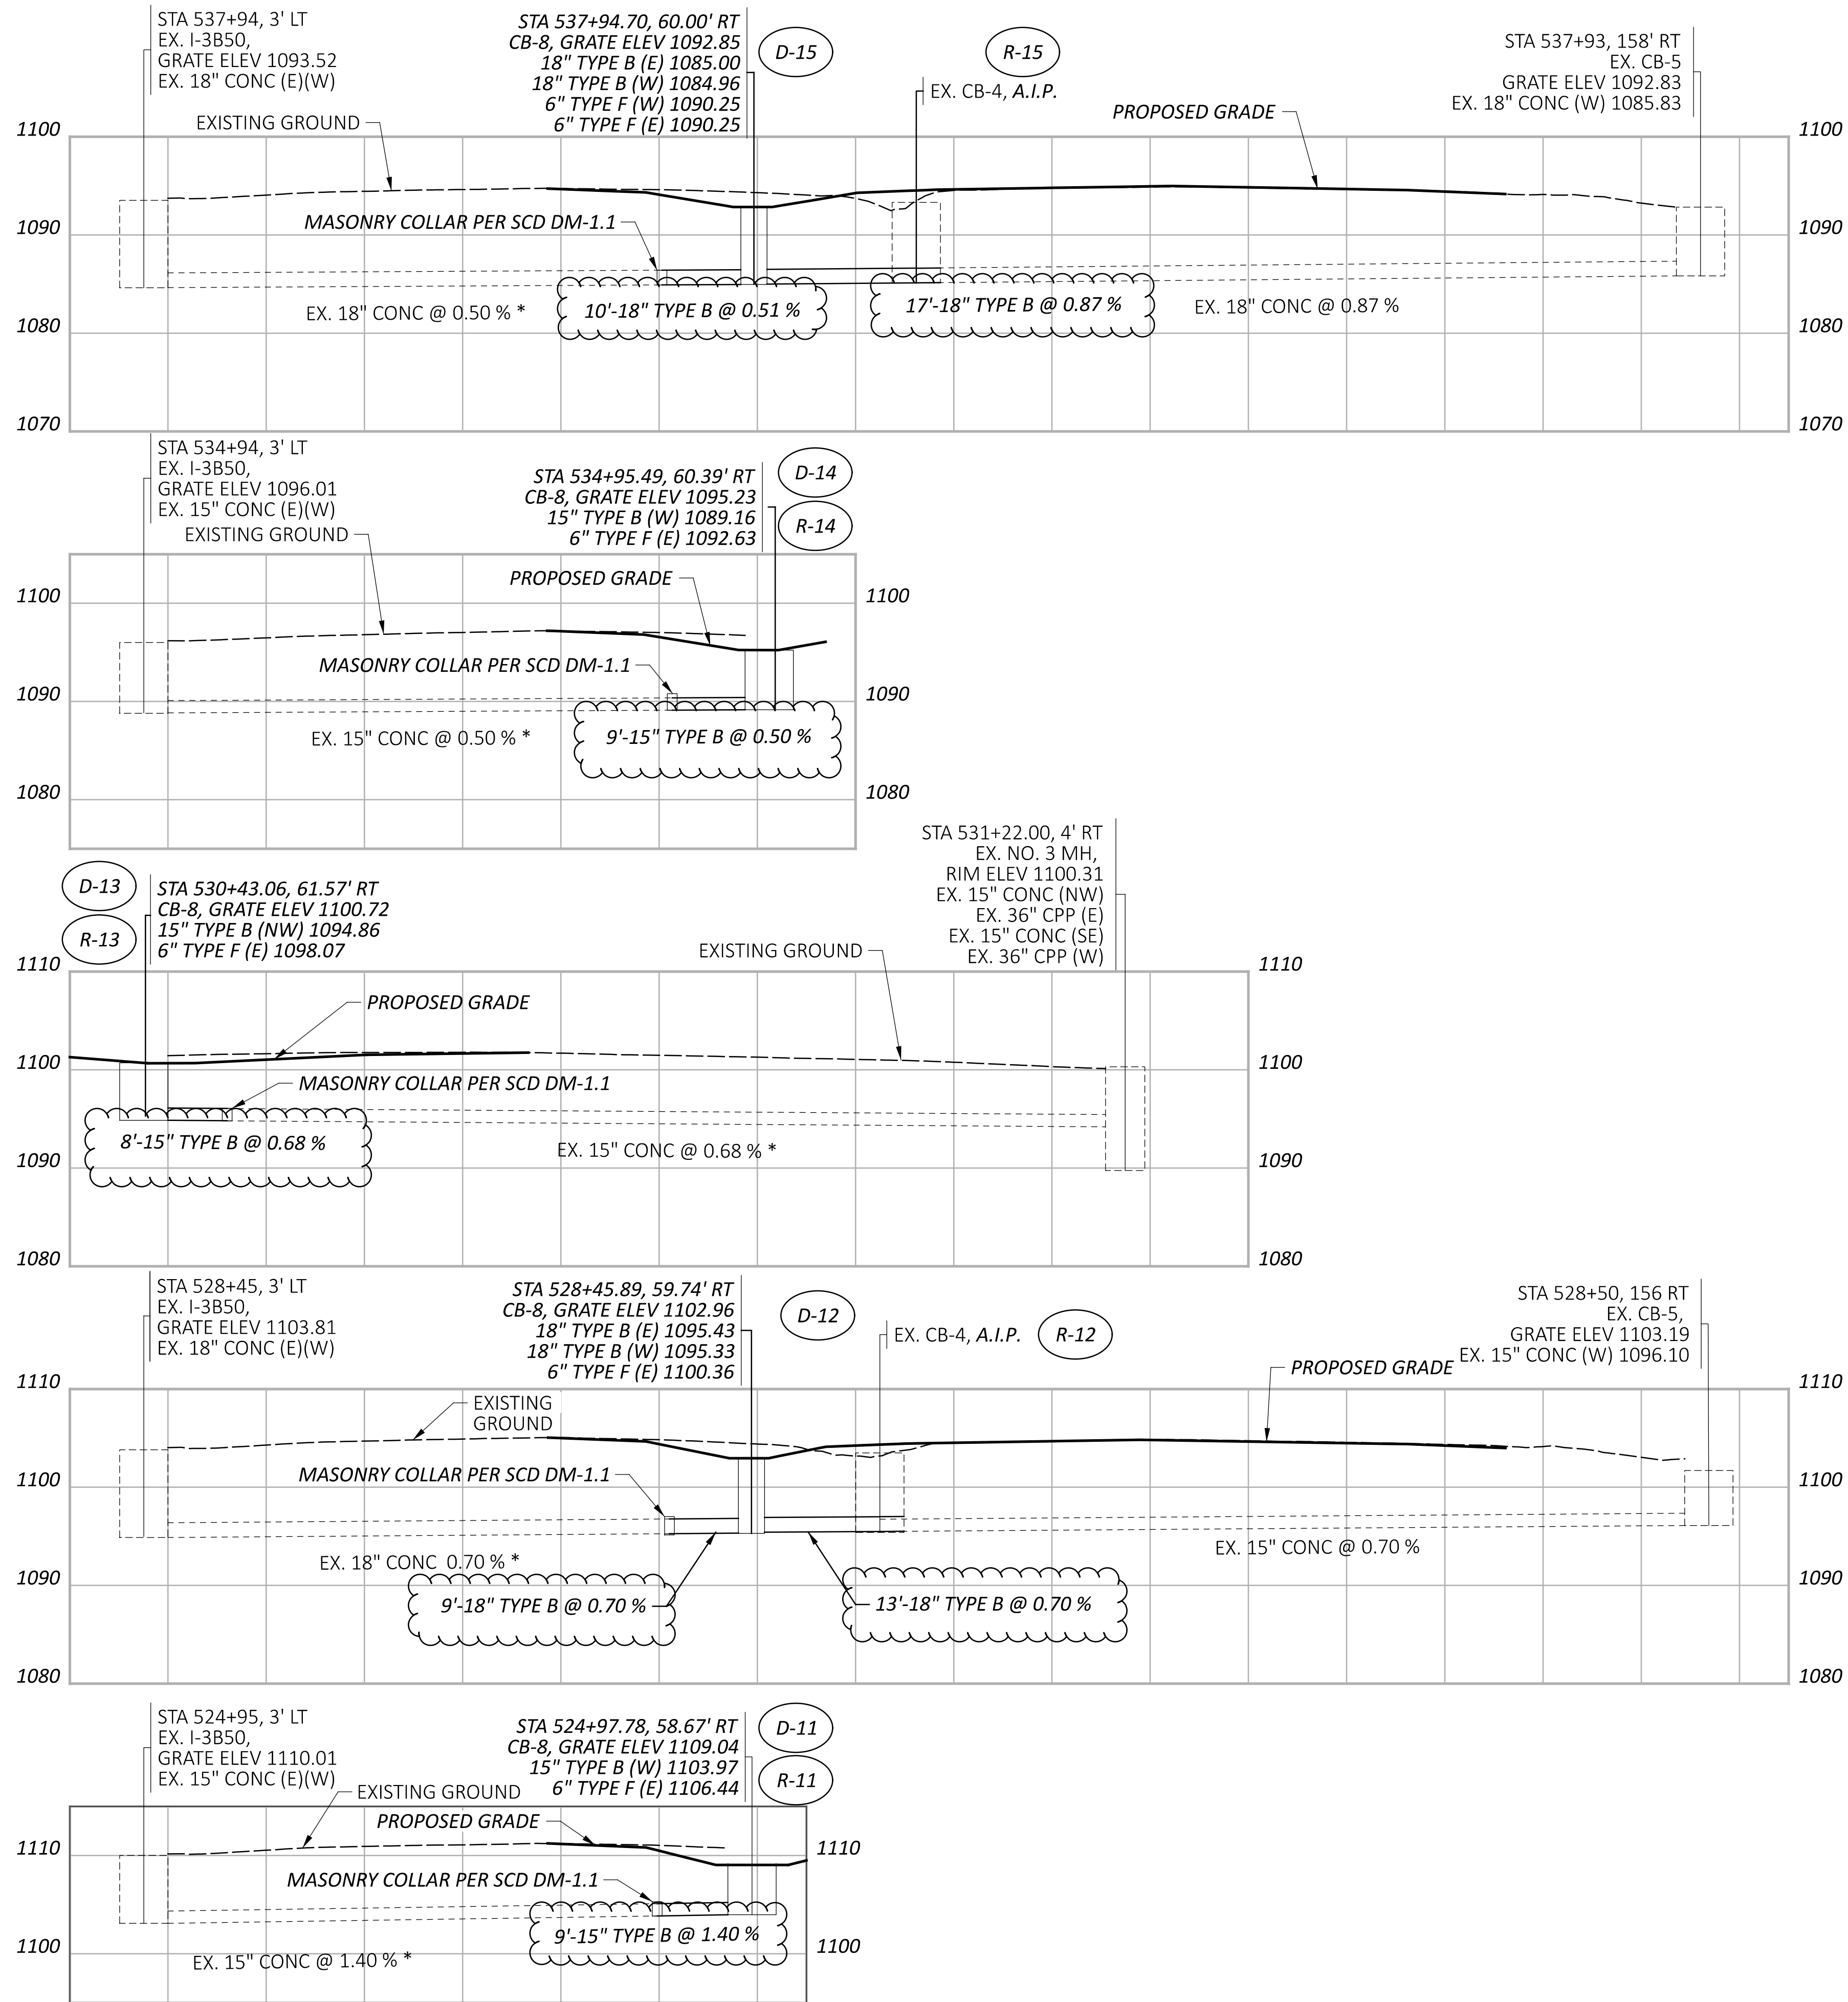 STA 537+94, 3' LT
EX. I-3B50,
GRATE ELEV 1093.52
EX. 18" CONC (E)(W)
STA 537+94.70, 60.00' RT
CB-8, GRATE ELEV 1092.85
18" TYPE B (E) 1085.00
18" TYPE B (W) 1084.96
6" TYPE F (W) 1090.25
6" TYPE F (E) 1090.25
D-15
R-15
EX. CB-4, A.I.P.
STA 537+93, 158' RT
EX. CB-5
GRATE ELEV 1092.83
EX. 18" CONC (W) 1085.83
EXISTING GROUND
PROPOSED GRADE
1100
1100
MASONRY COLLAR PER SCD DM-1.1
1090
1090
EX. 18" CONC @ 0.50 % *
10'-18" TYPE B @ 0.51 %
17'-18" TYPE B @ 0.87 %
EX. 18" CONC @ 0.87 %
1080
1080
1070
1070
STA 534+94, 3' LT
EX. I-3B50,
GRATE ELEV 1096.01
EX. 15" CONC (E)(W)
STA 534+95.49, 60.39' RT
CB-8, GRATE ELEV 1095.23
15" TYPE B (W) 1089.16
6" TYPE F (E) 1092.63
D-14
R-14
EXISTING GROUND
PROPOSED GRADE
1100
1100
MASONRY COLLAR PER SCD DM-1.1
1090
1090
EX. 15" CONC @ 0.50 % *
9'-15" TYPE B @ 0.50 %
1080
1080
D-13
R-13
STA 530+43.06, 61.57' RT
CB-8, GRATE ELEV 1100.72
15" TYPE B (NW) 1094.86
6" TYPE F (E) 1098.07
STA 531+22.00, 4' RT
EX. NO. 3 MH,
RIM ELEV 1100.31
EX. 15" CONC (NW)
EX. 36" CPP (E)
EX. 15" CONC (SE)
EX. 36" CPP (W)
EXISTING GROUND
1110
1110
PROPOSED GRADE
1100
1100
MASONRY COLLAR PER SCD DM-1.1
8'-15" TYPE B @ 0.68 %
EX. 15" CONC @ 0.68 % *
1090
1090
1080
1080
STA 528+45, 3' LT
EX. I-3B50,
GRATE ELEV 1103.81
EX. 18" CONC (E)(W)
STA 528+45.89, 59.74' RT
CB-8, GRATE ELEV 1102.96
18" TYPE B (E) 1095.43
18" TYPE B (W) 1095.33
6" TYPE F (E) 1100.36
D-12
EX. CB-4, A.I.P.
R-12
STA 528+50, 156 RT
EX. CB-5,
GRATE ELEV 1103.19
EX. 15" CONC (W) 1096.10
PROPOSED GRADE
1110
1110
EXISTING
GROUND
MASONRY COLLAR PER SCD DM-1.1
1100
1100
EX. 18" CONC 0.70 % *
EX. 15" CONC @ 0.70 %
9'-18" TYPE B @ 0.70 %
13'-18" TYPE B @ 0.70 %
1090
1090
1080
1080
STA 524+95, 3' LT
EX. I-3B50,
GRATE ELEV 1110.01
EX. 15" CONC (E)(W)
STA 524+97.78, 58.67' RT
CB-8, GRATE ELEV 1109.04
15" TYPE B (W) 1103.97
6" TYPE F (E) 1106.44
D-11
R-11
EXISTING GROUND
PROPOSED GRADE
1110
1110
MASONRY COLLAR PER SCD DM-1.1
9'-15" TYPE B @ 1.40 %
EX. 15" CONC @ 1.40 % *
1100
1100